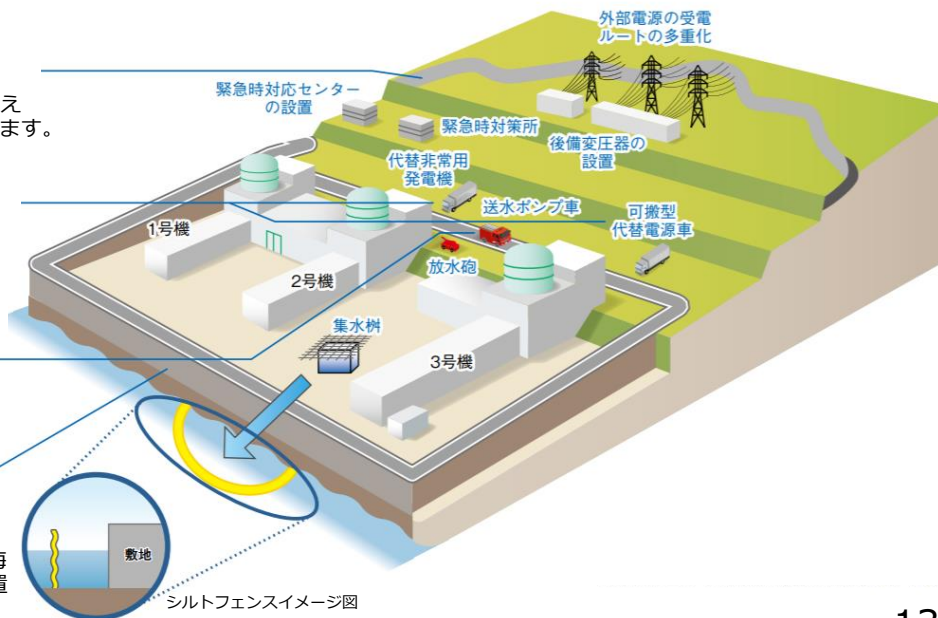 外部電源の受電
ルートの多重化
緊急時対応センター
の設置
え
ます。
緊急時対策所
後備変圧器の
設置
代替非常用
発電機
送水ポンプ車
可搬型
代替電源車
1号機
放水砲
2号機
集水桝
3号機
敷地
海
置
シルトフェンスイメージ図